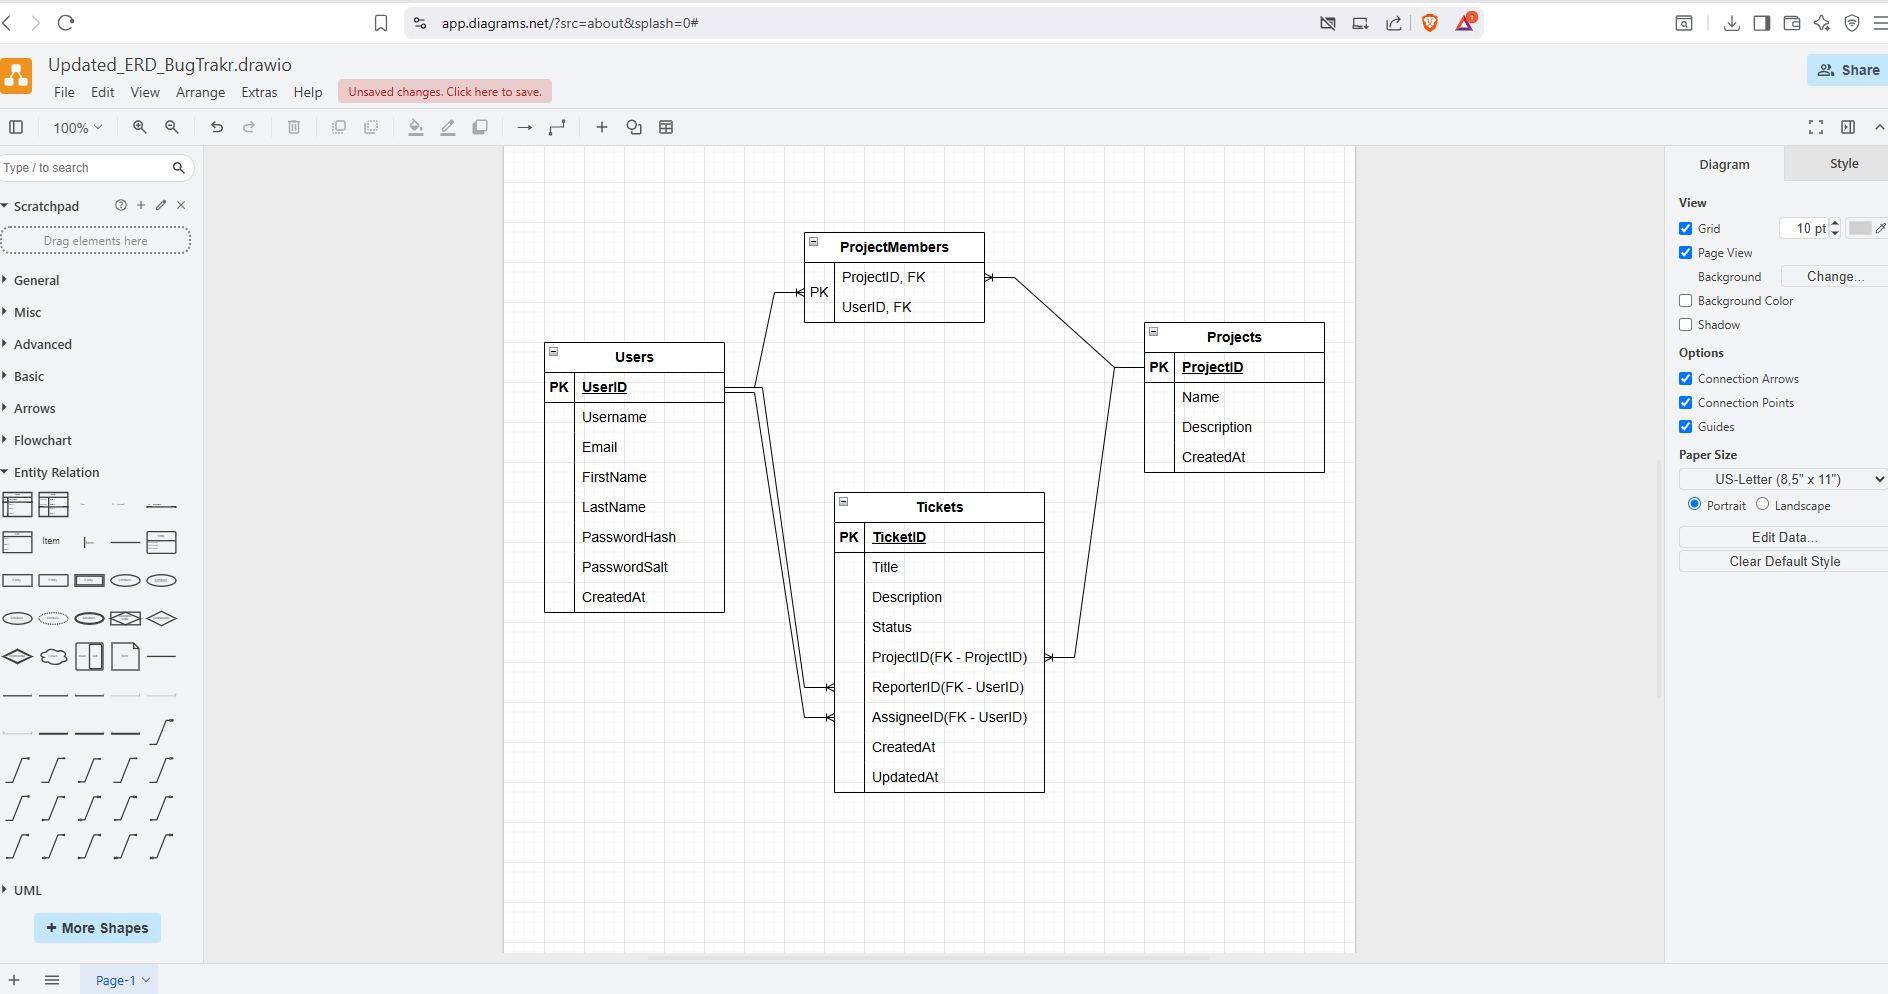 app.diagrams.net/?src=about&splash=0#
1
Updated_ERD_BugTrakr.drawio
File Edit View Arrange Extras Help
Unsaved changes. Click here to save.
Share
100%
Type / to search
Scratchpad
Drag elements here
General
Misc
Advanced
Basic
Arrows
Flowchart
Entity Relation
Item
UML
+ More Shapes
ProjectMembers
PK
ProjectID, FK
UserID, FK
Users
PK UserID
Username
Email
FirstName
LastName
PasswordHash
PasswordSalt
CreatedAt
Projects
PK ProjectID
Name
Description
CreatedAt
Tickets
PK TicketID
Title
Description
Status
ProjectID(FK - ProjectID)
ReporterID(FK - UserID)
AssigneeID(FK - UserID)
CreatedAt
UpdatedAt
Diagram Style
View
Grid 10 pt
Page View
Background Change...
Background Color
Shadow
Options
Connection Arrows
Connection Points
Guides
Paper Size
US-Letter (8,5" x 11")
Portrait Landscape
Edit Data...
Clear Default Style
Page-1